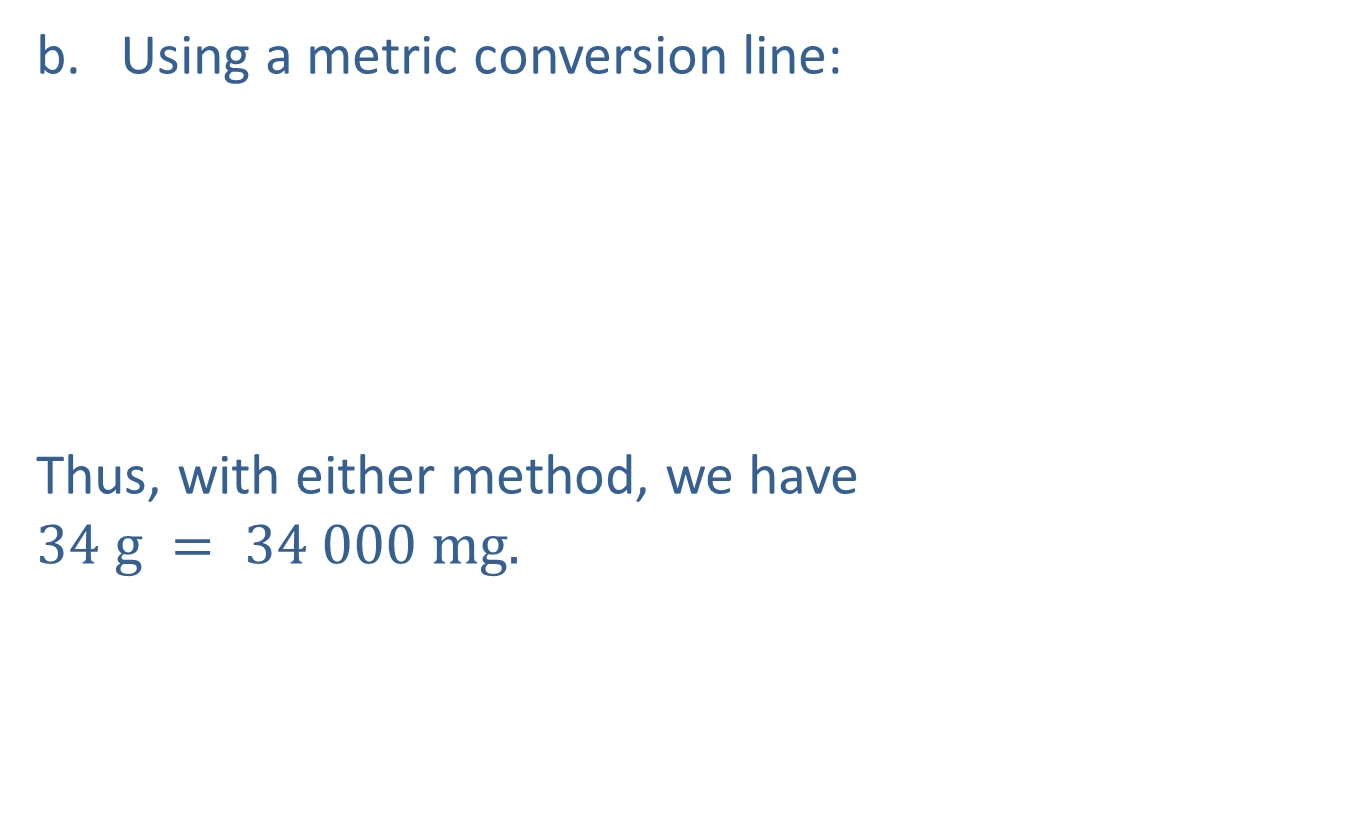 b. Using a metric conversion line:
Thus, with either method, we have
34 g = 34 000 mg.